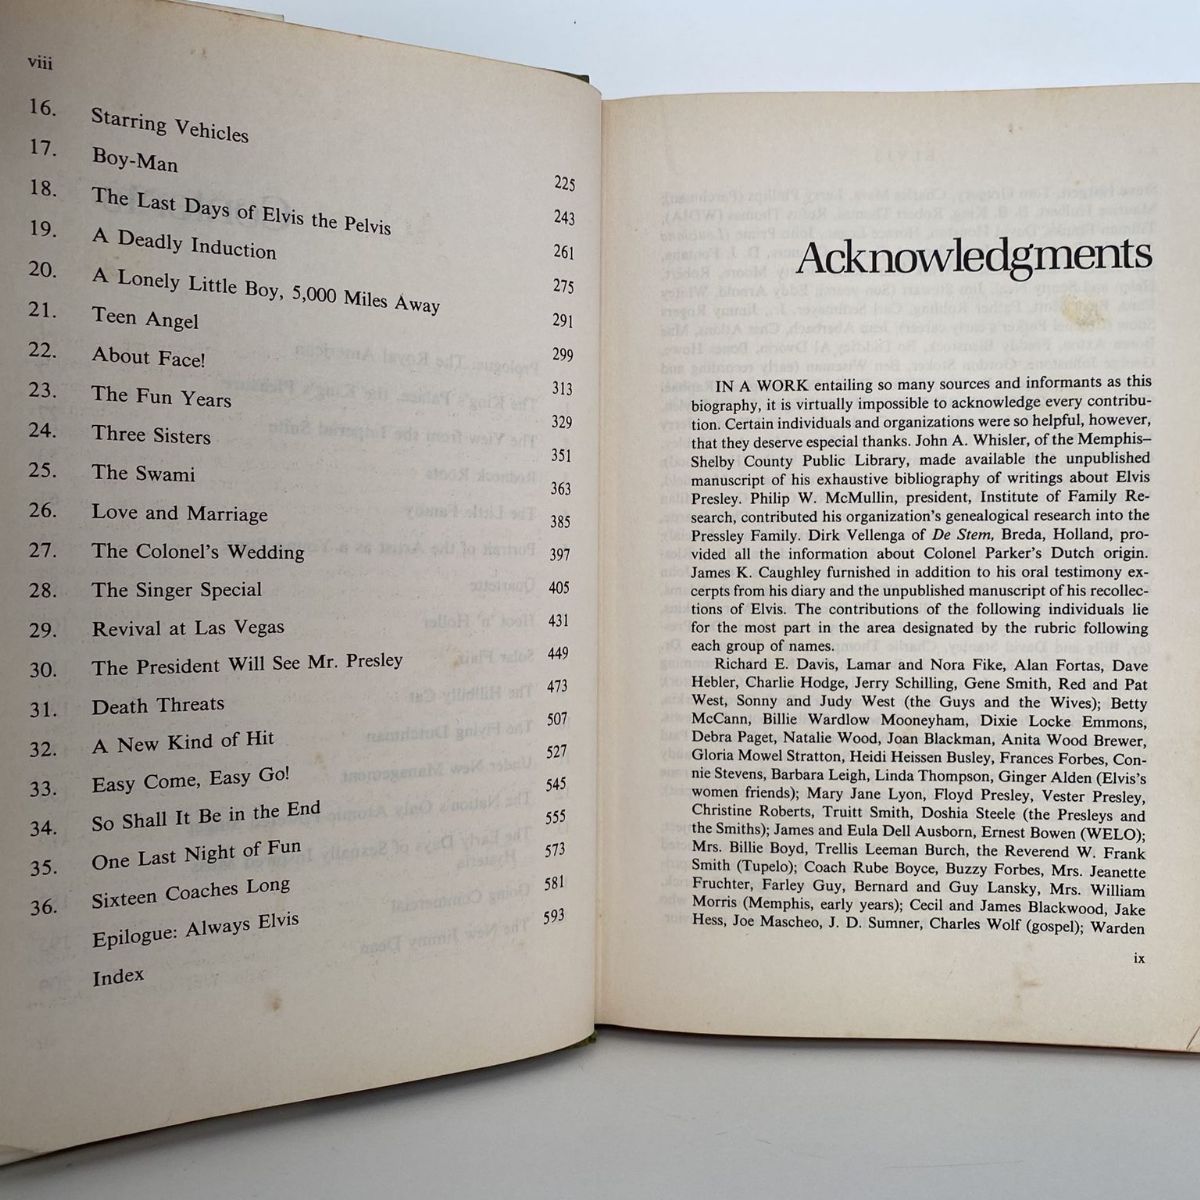 viii
16. Starring Vehicles 225
17. Boy-Man 243
18. The Last Days of Elvis the Pelvis 261
19. A Deadly Induction 275
20. A Lonely Little Boy, 5,000 Miles Away 291
21. Teen Angel 299
22. About Face! 313
23. The Fun Years 329
24. Three Sisters 351
25. The Swami 363
26. Love and Marriage 385
27. The Colonel's Wedding 397
28. The Singer Special 405
29. Revival at Las Vegas 431
30. The President Will See Mr. Presley 449
31. Death Threats 473
32. A New Kind of Hit 507
33. Easy Come, Easy Go! 527
34. So Shall It Be in the End 545
35. One Last Night of Fun 555
36. Sixteen Coaches Long 573
Epilogue: Always Elvis 581
Index 593
Acknowledgments
IN A WORK entailing so many sources and informants as this
biography, it is virtually impossible to acknowledge every contribu-
tion. Certain individuals and organizations were so helpful, however,
that they deserve especial thanks. John A. Whisler, of the Memphis–
Shelby County Public Library, made available the unpublished
manuscript of his exhaustive bibliography of writings about Elvis
Presley. Philip W. McMullin, president, Institute of Family Re-
search, contributed his organization's genealogical research into the
Pressley Family. Dirk Vellenga of De Stem, Breda, Holland, pro-
vided all the information about Colonel Parker's Dutch origin.
James K. Caughley furnished in addition to his oral testimony ex-
cerpts from his diary and the unpublished manuscript of his recollec-
tions of Elvis. The contributions of the following individuals lie
for the most part in the area designated by the rubric following
each group of names.
Richard E. Davis, Lamar and Nora Fike, Alan Fortas, Dave
Hebler, Charlie Hodge, Jerry Schilling, Gene Smith, Red and Pat
West, Sonny and Judy West (the Guys and the Wives); Betty
McCann, Billie Wardlow Mooneyham, Dixie Locke Emmons,
Debra Paget, Natalie Wood, Joan Blackman, Anita Wood Brewer,
Gloria Mowel Stratton, Heidi Heissen Busley, Frances Forbes, Con-
nie Stevens, Barbara Leigh, Linda Thompson, Ginger Alden (Elvis's
women friends); Mary Jane Lyon, Floyd Presley, Vester Presley,
Christine Roberts, Truitt Smith, Doshia Steele (the Presleys and
the Smiths); James and Eula Dell Ausborn, Ernest Bowen (WELO);
Mrs. Billie Boyd, Trellis Leeman Burch, the Reverend W. Frank
Smith (Tupelo); Coach Rube Boyce, Buzzy Forbes, Mrs. Jeanette
Fruchter, Farley Guy, Bernard and Guy Lansky, Mrs. William
Morris (Memphis, early years); Cecil and James Blackwood, Jake
Hess, Joe Mascheo, J. D. Sumner, Charles Wolf (gospel); Warden
ix